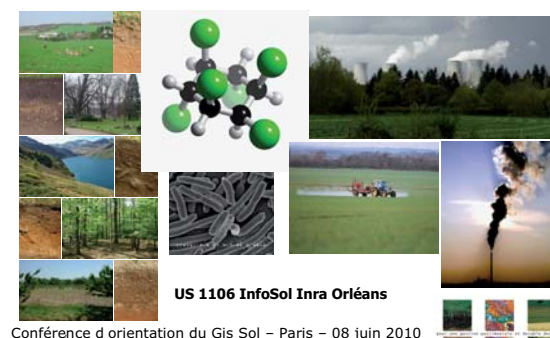 US 1106 InfoSol Inra Orléans
Conférence d orientation du Gis Sol – Paris – 08 juin 2010